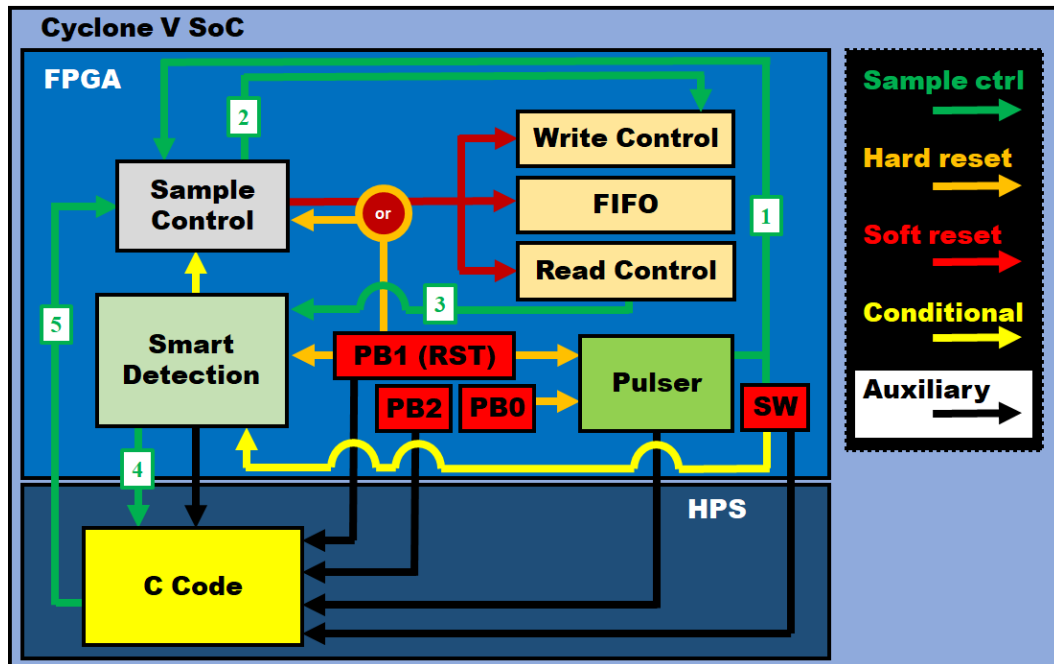 Cyclone V SoC
FPGA
2
Write Control
Sample
Control
or
FIFO
1
Read Control
3
5
Smart
Detection
PB1 (RST)
Pulser
PB2
PB0
SW
4
HPS
C Code
Sample ctrl
Hard reset
Soft reset
Conditional
Auxiliary